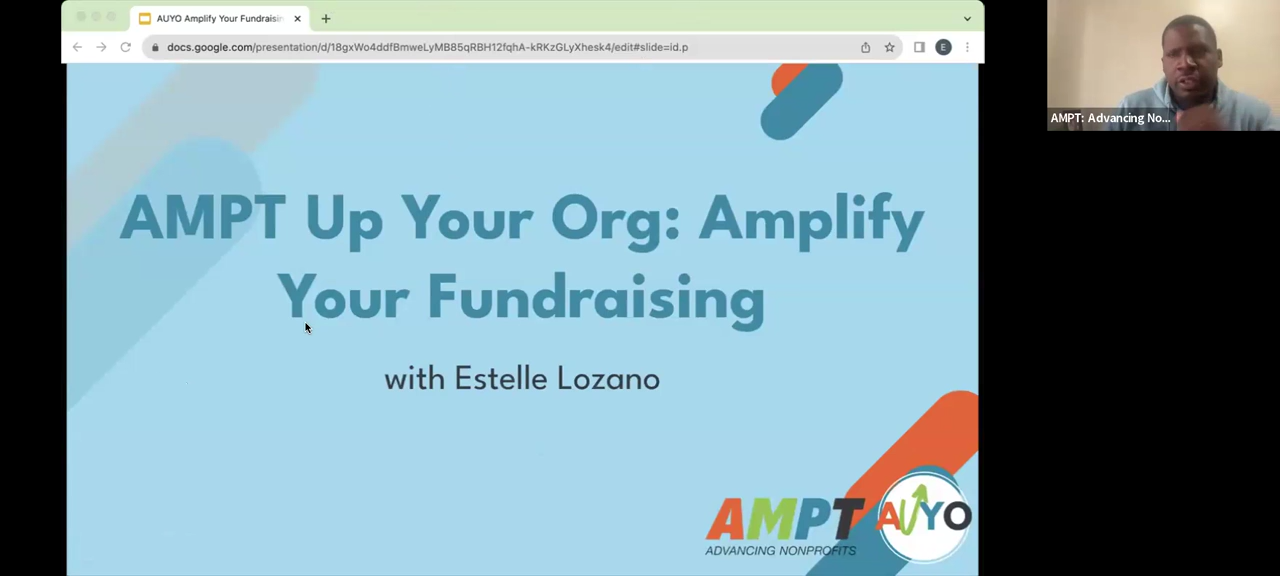 AUYO Amplify Your Fundraisin
docs.google.com/presentation/d/18gxWo4ddfBmweLyMB85qRBH12fqhA-kRKzGLyXhesk4/edit#slide=id.p
E
AMPT: Advancing No...
AMPT Up Your Org: Amplify
Your Fundraising
with Estelle Lozano
AMPT
ADVANCING NONPROFITS
AUYO